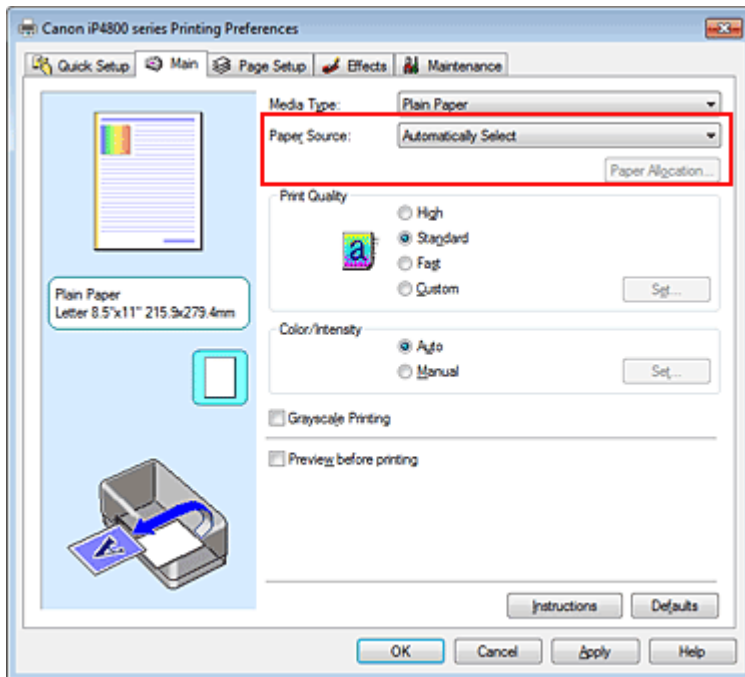 Canon iP4800 series Printing Preferences
Quick Setup Main Page Setup Effects Maintenance
Media Type: Plain Paper
Paper Source: Automatically Select
Paper Allocation...
Print Quality
High
Standard
Fast
Custom Set...
Plain Paper
Letter 8.5"x11" 215.9x279.4mm
Color/Intensity
Auto
Manual Set...
Grayscale Printing
Preview before printing
Instructions Defaults
OK Cancel Apply Help